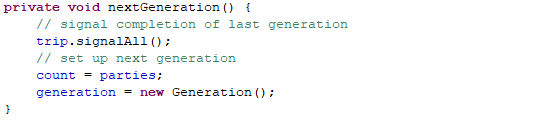 private void nextGeneration() {
    // signal completion of last generation
    trip.signalAll();
    // set up next generation
    count = parties;
    generation = new Generation();
}